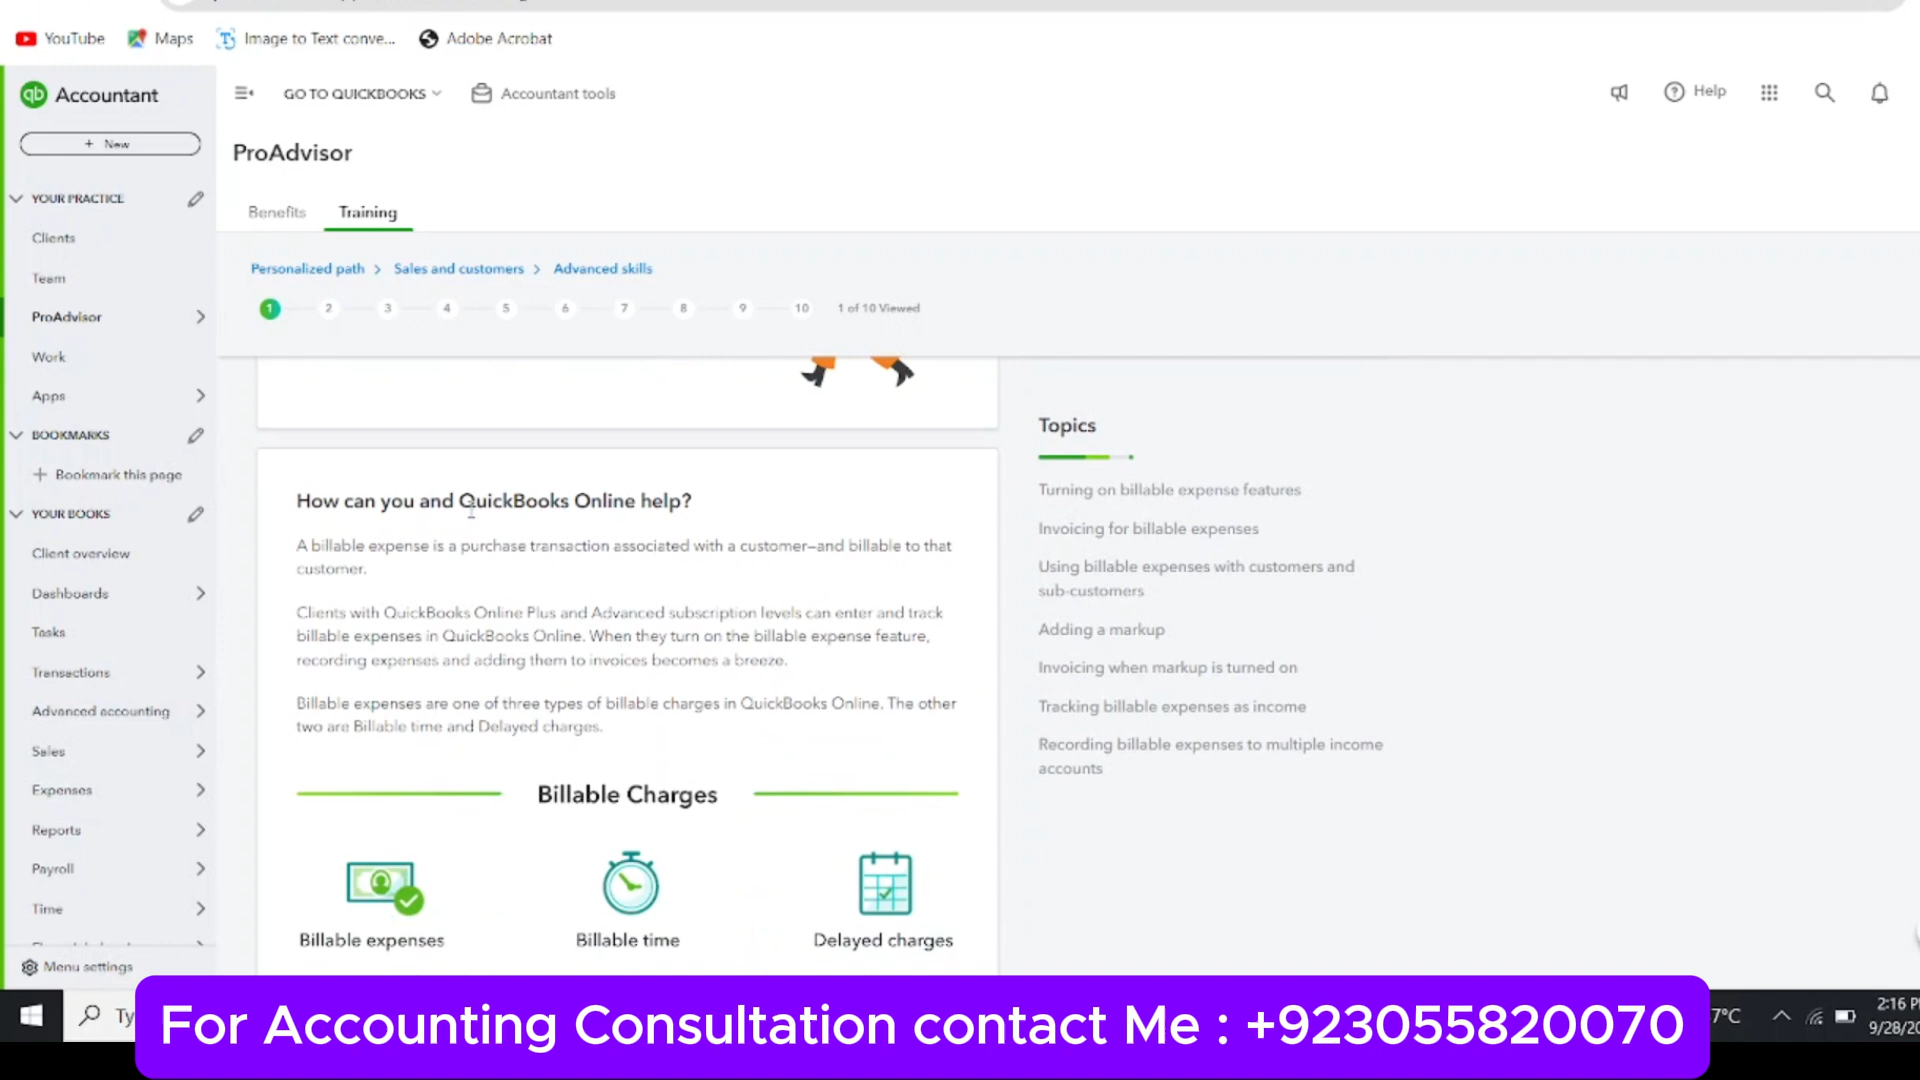 YouTube Maps Image to Text conve... Adobe Acrobat
qb Accountant
GO TO QUICKBOOKS Accountant tools
Help
+ New
ProAdvisor
Benefits Training
YOUR PRACTICE
Clients
Team
ProAdvisor
Work
Apps
BOOKMARKS
+ Bookmark this page
YOUR BOOKS
Client overview
Dashboards
Tasks
Transactions
Advanced accounting
Sales
Expenses
Reports
Payroll
Time
Menu settings
Personalized path > Sales and customers > Advanced skills
1 2 3 4 5 6 7 8 9 10 1 of 10 Viewed
How can you and QuickBooks Online help?
A billable expense is a purchase transaction associated with a customer—and billable to that
customer.
Clients with QuickBooks Online Plus and Advanced subscription levels can enter and track
billable expenses in QuickBooks Online. When they turn on the billable expense feature,
recording expenses and adding them to invoices becomes a breeze.
Billable expenses are one of three types of billable charges in QuickBooks Online. The other
two are Billable time and Delayed charges.
Billable Charges
Billable expenses Billable time Delayed charges
Topics
Turning on billable expense features
Invoicing for billable expenses
Using billable expenses with customers and
sub-customers
Adding a markup
Invoicing when markup is turned on
Tracking billable expenses as income
Recording billable expenses to multiple income
accounts
Ty
For Accounting Consultation contact Me : +923055820070
7°C
2:16 P
9/28/20